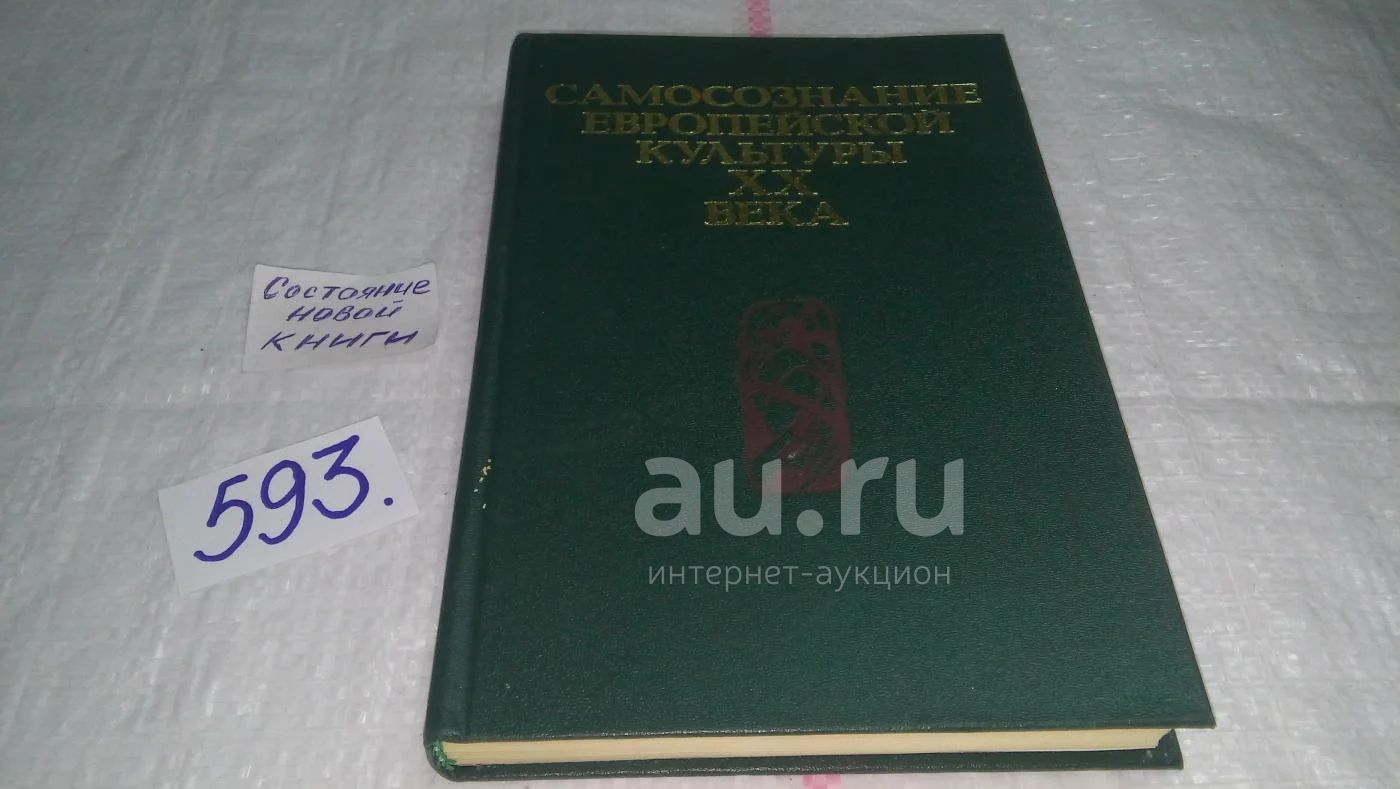 САМОСОЗНАНИЕ
ЕВРОПЕЙСКОЙ
КУЛЬТУРЫ
XX
ВЕКА
Состояние
новой
книги
593.
au.ru
интернет-аукцион